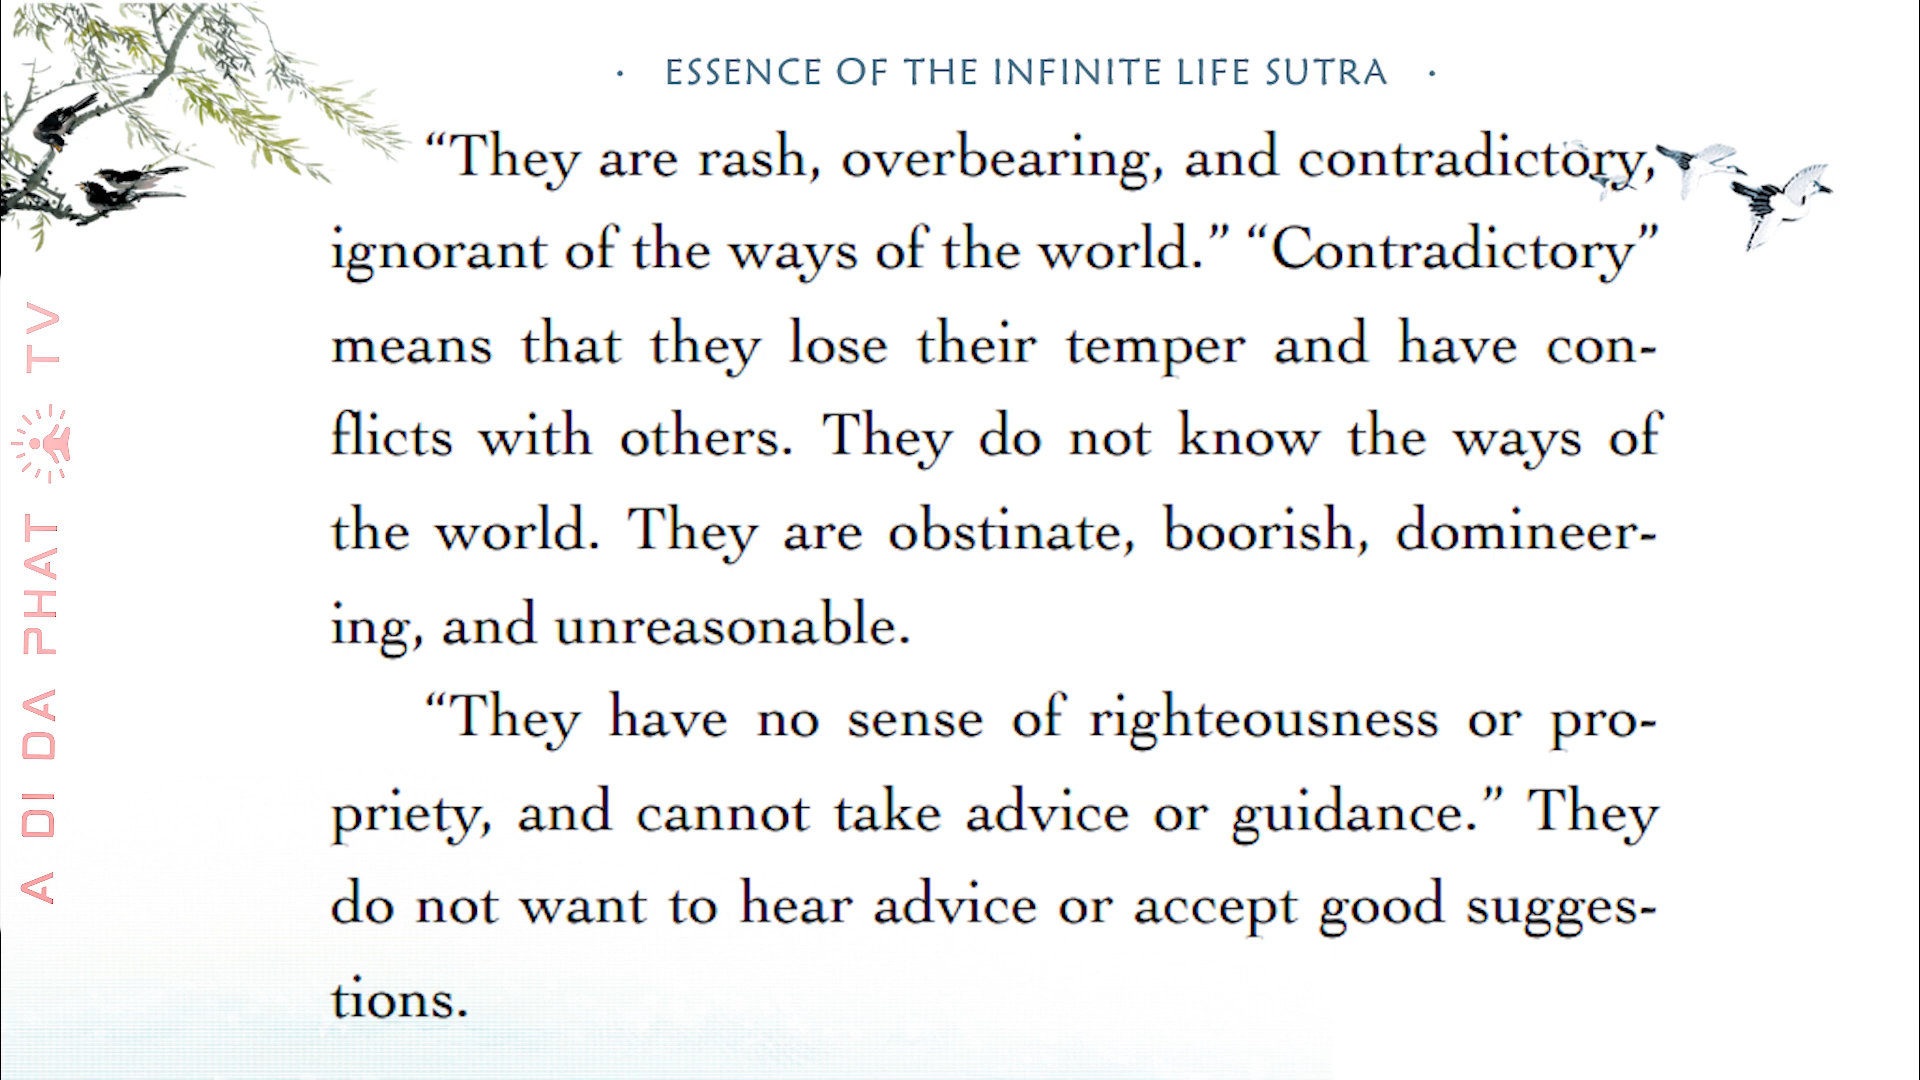 · ESSENCE OF THE INFINITE LIFE SUTRA ·
“They are rash, overbearing, and contradictory,
ignorant of the ways of the world.” “Contradictory”
means that they lose their temper and have con-
flicts with others. They do not know the ways of
the world. They are obstinate, boorish, domineer-
ing, and unreasonable.
“They have no sense of righteousness or pro-
priety, and cannot take advice or guidance.” They
do not want to hear advice or accept good sugges-
tions.
A DI DA PHAT TV